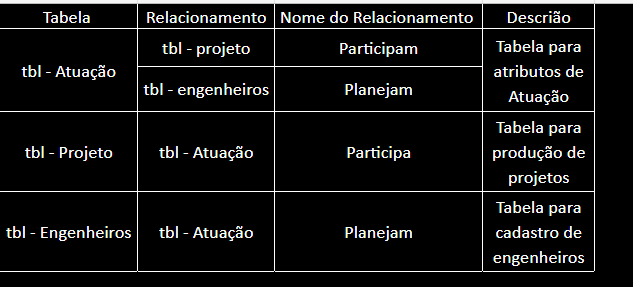 Tabela Relacionamento Nome do Relacionamento Descrião
tbl - Atuação tbl - projeto Participam Tabela para atributos de Atuação
tbl - engenheiros Planejam
tbl - Projeto tbl - Atuação Participa Tabela para produção de projetos
tbl - Engenheiros tbl - Atuação Planejam Tabela para cadastro de engenheiros